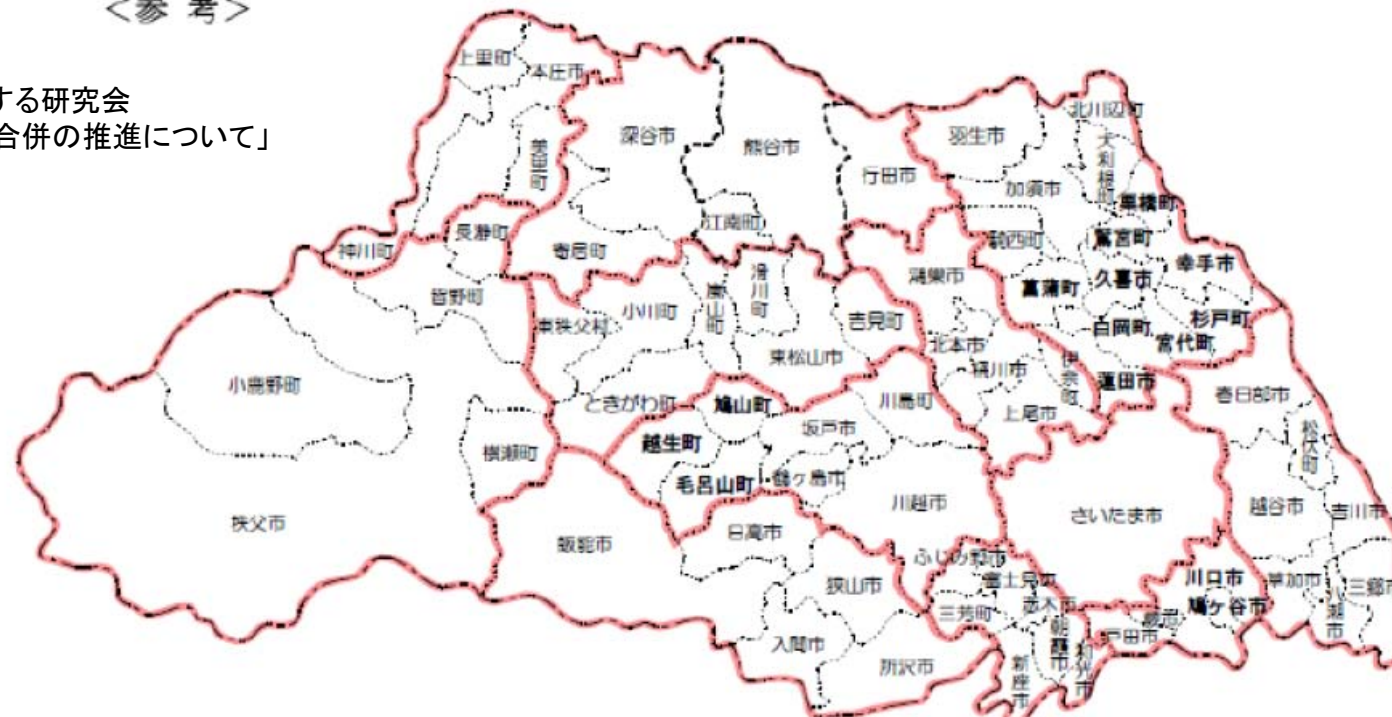 ＜参 考＞
する研究会
合併の推進について」
上里町
本庄市
美里町
神川町
長瀞町
皆野町
小鹿野町
横瀬町
秩父市
深谷市
熊谷市
江南町
寄居町
行田市
東秩父村
小川町
嵐山町
滑川町
吉見町
東松山市
ときがわ町
鳩山町
越生町
毛呂山町
坂戸市
鶴ヶ島市
川島町
川越市
飯能市
日高市
狭山市
入間市
所沢市
羽生市
加須市
北川辺町
大利根町
栗橋町
騎西町
鷲宮町
久喜市
幸手市
菖蒲町
白岡町
杉戸町
宮代町
蓮田市
鴻巣市
北本市
桶川市
伊奈町
上尾市
さいたま市
春日部市
松伏町
越谷市
吉川市
草加市
八潮市
三郷市
川口市
鳩ヶ谷市
蕨市
戸田市
ふじみ野市
富士見市
三芳町
志木市
朝霞市
和光市
新座市